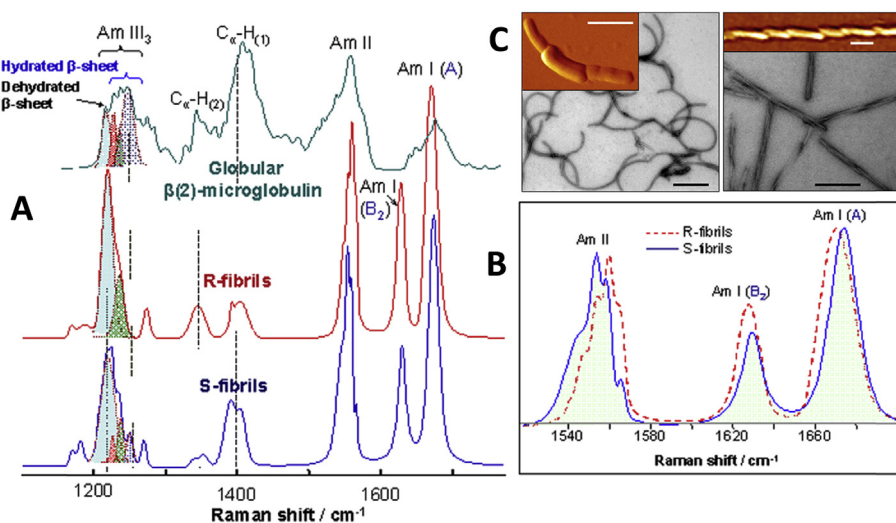 Am III₃
Hydrated β-sheet
Dehydrated
β-sheet
Cα-H(2)
Cα-H(1)
Am II
Am I (A)
Globular
β(2)-microglobulin
Am I
(B₂)
A
R-fibrils
S-fibrils
1200
1400
1600
Raman shift / cm⁻¹
C
B
Am II
R-fibrils
S-fibrils
Am I (B₂)
Am I (A)
1540
1580
1620
1660
Raman shift / cm⁻¹